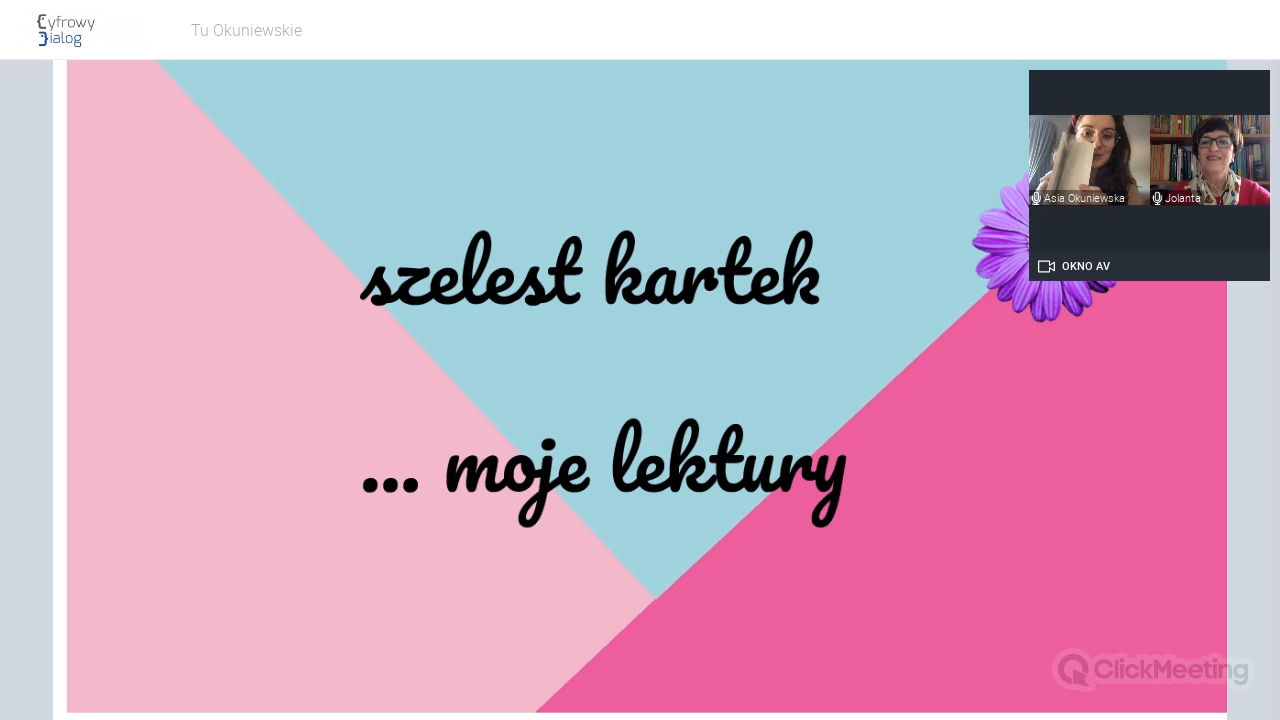 Cyfrowy
Dialog
Tu Okuniewskie
szelest kartek
... moje lektury
Asia Okuniewska
Jolanta
OKNO AV
ClickMeeting